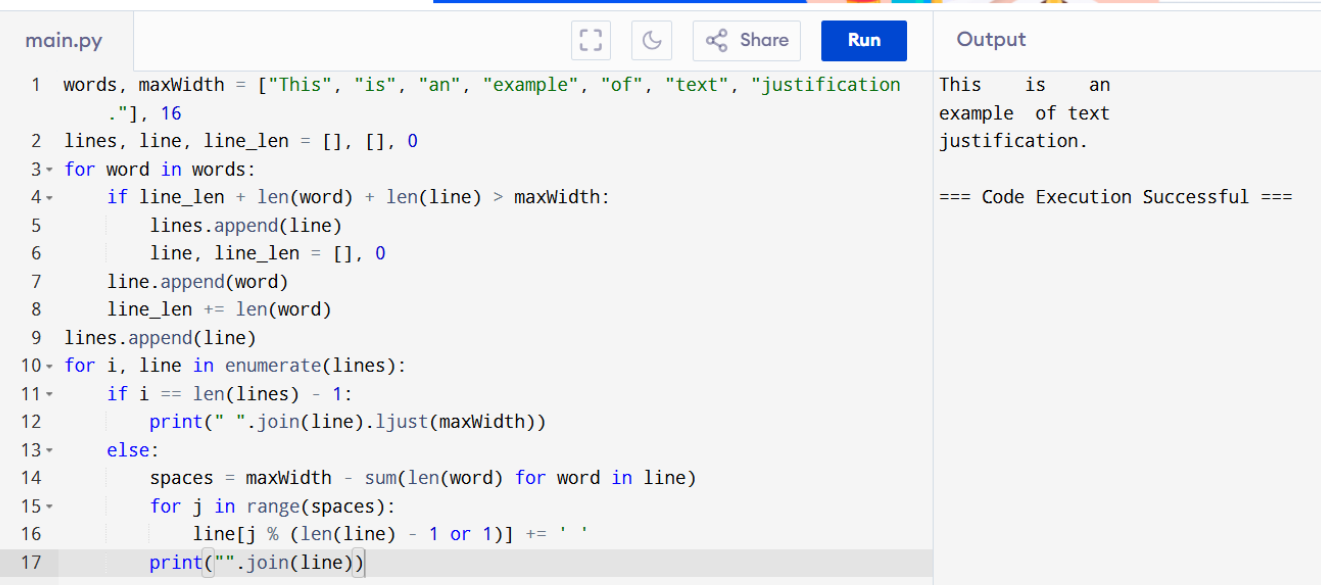 main.py
Share
Run
Output
1 words, maxWidth = ["This", "is", "an", "example", "of", "text", "justification
."], 16
2 lines, line, line_len = [], [], 0
3 for word in words:
4     if line_len + len(word) + len(line) > maxWidth:
5         lines.append(line)
6         line, line_len = [], 0
7     line.append(word)
8     line_len += len(word)
9 lines.append(line)
10 for i, line in enumerate(lines):
11     if i == len(lines) - 1:
12         print(" ".join(line).ljust(maxWidth))
13     else:
14         spaces = maxWidth - sum(len(word) for word in line)
15         for j in range(spaces):
16             line[j % (len(line) - 1 or 1)] += ' '
17         print("".join(line))
This    is    an
example  of text
justification.
=== Code Execution Successful ===